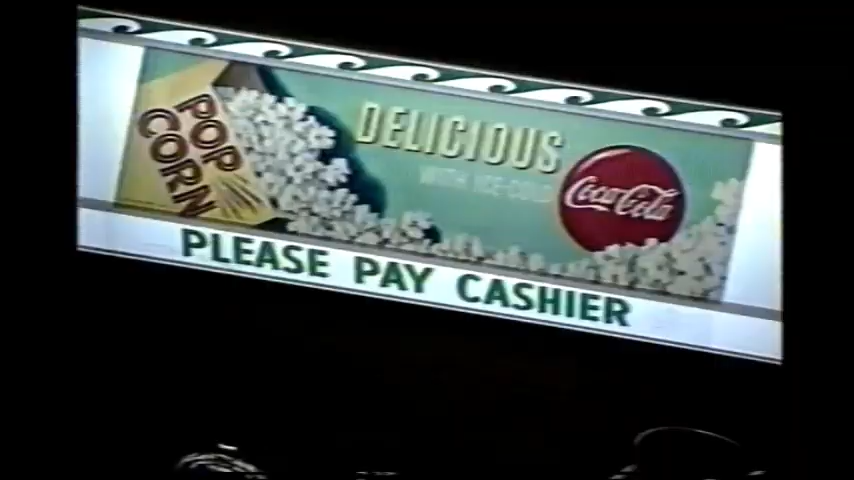 POP
CORN
DELICIOUS
WITH ICE-COLD
Coca-Cola
PLEASE PAY CASHIER